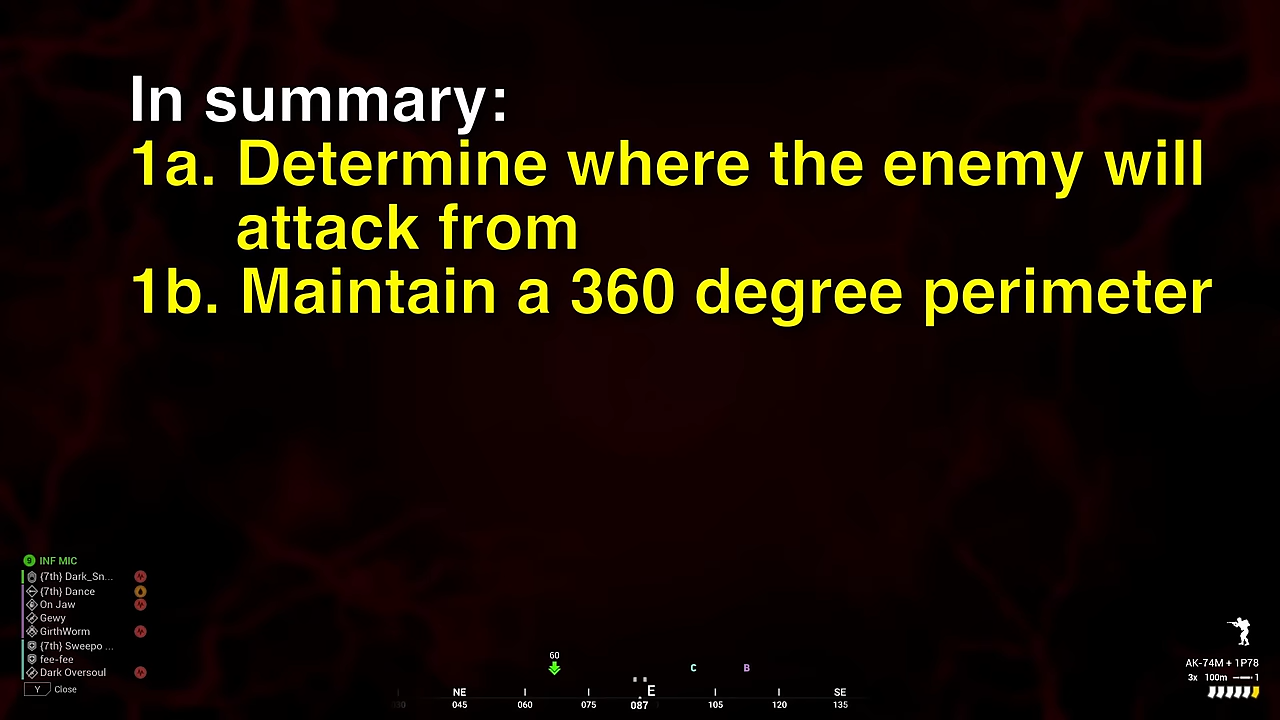 In summary:
1a. Determine where the enemy will
attack from
1b. Maintain a 360 degree perimeter
9 INF MIC
{7th} Dark_Sn...
{7th} Dance
On Jaw
Gewy
GirthWorm
{7th} Sweepo ...
fee-fee
Dark Oversoul
Y Close
60
C B
NE E SE
045 060 075 087 105 120 135
AK-74M + 1P78
3x 100m 1